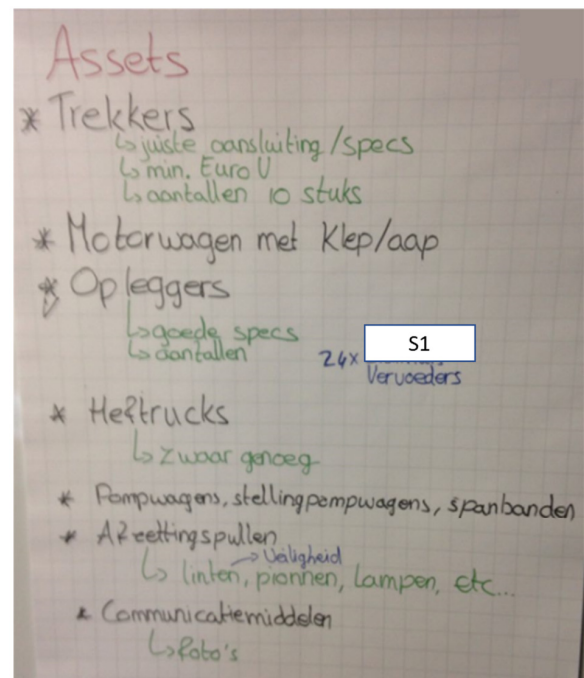 Assets
* Trekkers
↳ juiste aansluiting/specs
↳ min. Euro V
↳ aantallen 10 stuks
* Motorwagen met Klep/aap
* Opleggers
↳ goede specs
↳ aantallen
24x S1
Vervoeders
* Heftrucks
↳ zwaar genoeg
* Pompwagens, stellingpempwagens, spanbanden
* Afzettingspullen
→ Veiligheid
↳ linten, pionnen, Lampen, etc...
* Communicatiemiddelen
↳ foto's